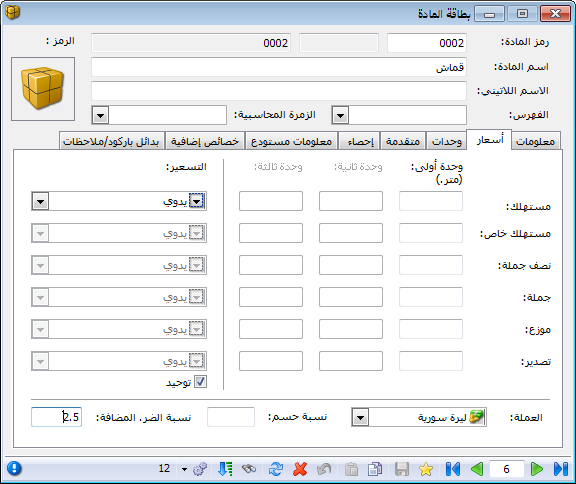 بطاقة المادة
رمز المادة: 0002 0002 الرمز :
اسم المادة: قماش
الاسم اللاتيني:
الفهرس: الزمرة المحاسبية:
معلومات أسعار وحدات متقدمة إحصاء معلومات مستودع خصائص إضافية بدائل باركود/ملاحظات
وحدة أولى: وحدة ثانية: وحدة ثالثة: التسعير:
(متر.)
مستهلك: يدوي
مستهلك خاص: يدوي
نصف جملة: يدوي
جملة: يدوي
موزع: يدوي
تصدير: يدوي
توحيد
العملة: ليرة سورية نسبة حسم: نسبة الضر. المضافة: 2.5
6 12